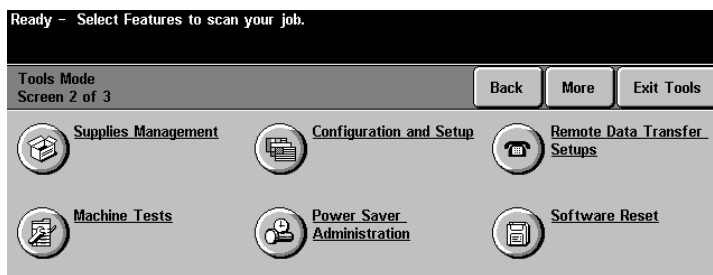 Ready – Select Features to scan your job.
Tools Mode
Screen 2 of 3
Back
More
Exit Tools
Supplies Management
Configuration and Setup
Remote Data Transfer
Setups
Machine Tests
Power Saver
Administration
Software Reset